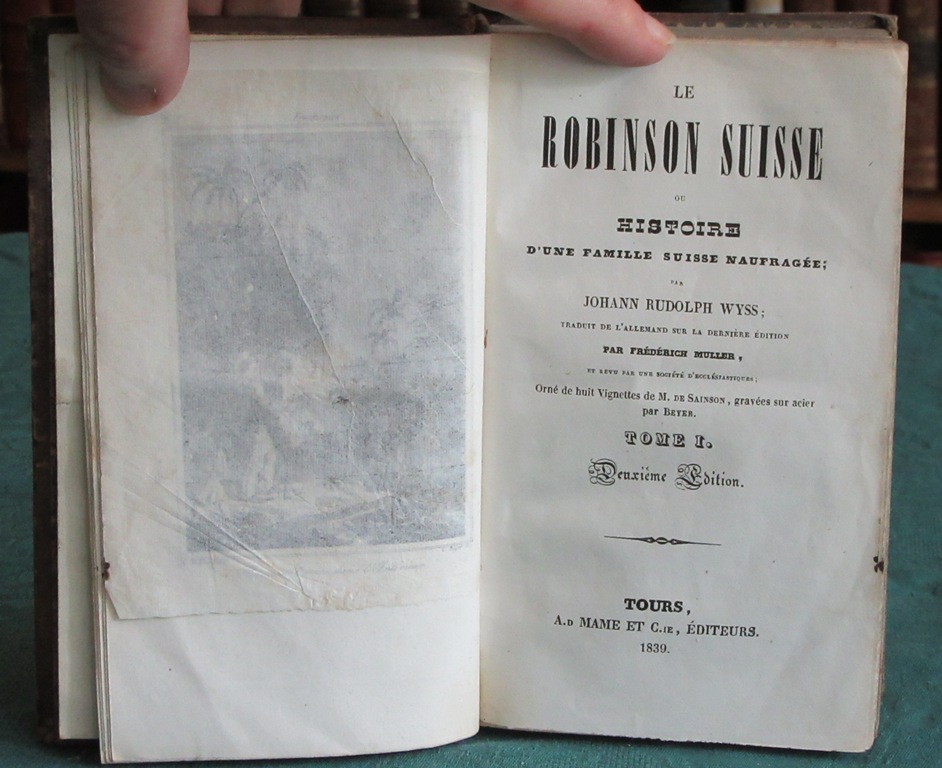 LE
ROBINSON SUISSE
OU
HISTOIRE
D'UNE FAMILLE SUISSE NAUFRAGÉE;
PAR
JOHANN RUDOLPH WYSS;
TRADUIT DE L'ALLEMAND SUR LA DERNIÈRE ÉDITION
PAR FRÉDÉRICH MULLER,
ET REVU PAR UNE SOCIÉTÉ D'ECCLÉSIASTIQUES;
Orné de huit Vignettes de M. DE SAINSON, gravées sur acier
par BEYER.
TOME I.
Deuxième Edition.
TOURS,
A.D MAME ET C.IE, ÉDITEURS.
1839.